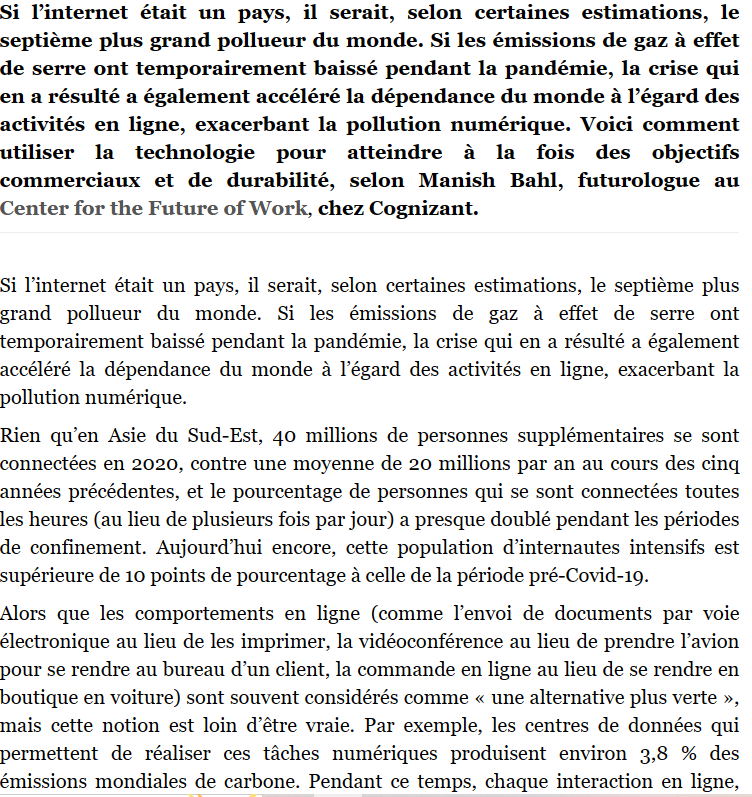 Si l’internet était un pays, il serait, selon certaines estimations, le
septième plus grand pollueur du monde. Si les émissions de gaz à effet
de serre ont temporairement baissé pendant la pandémie, la crise qui
en a résulté a également accéléré la dépendance du monde à l’égard des
activités en ligne, exacerbant la pollution numérique. Voici comment
utiliser la technologie pour atteindre à la fois des objectifs
commerciaux et de durabilité, selon Manish Bahl, futurologue au
Center for the Future of Work, chez Cognizant.
Si l’internet était un pays, il serait, selon certaines estimations, le septième plus
grand pollueur du monde. Si les émissions de gaz à effet de serre ont
temporairement baissé pendant la pandémie, la crise qui en a résulté a également
accéléré la dépendance du monde à l’égard des activités en ligne, exacerbant la
pollution numérique.
Rien qu’en Asie du Sud-Est, 40 millions de personnes supplémentaires se sont
connectées en 2020, contre une moyenne de 20 millions par an au cours des cinq
années précédentes, et le pourcentage de personnes qui se sont connectées toutes
les heures (au lieu de plusieurs fois par jour) a presque doublé pendant les périodes
de confinement. Aujourd’hui encore, cette population d’internautes intensifs est
supérieure de 10 points de pourcentage à celle de la période pré-Covid-19.
Alors que les comportements en ligne (comme l’envoi de documents par voie
électronique au lieu de les imprimer, la vidéoconférence au lieu de prendre l’avion
pour se rendre au bureau d’un client, la commande en ligne au lieu de se rendre en
boutique en voiture) sont souvent considérés comme « une alternative plus verte »,
mais cette notion est loin d’être vraie. Par exemple, les centres de données qui
permettent de réaliser ces tâches numériques produisent environ 3,8 % des
émissions mondiales de carbone. Pendant ce temps, chaque interaction en ligne,